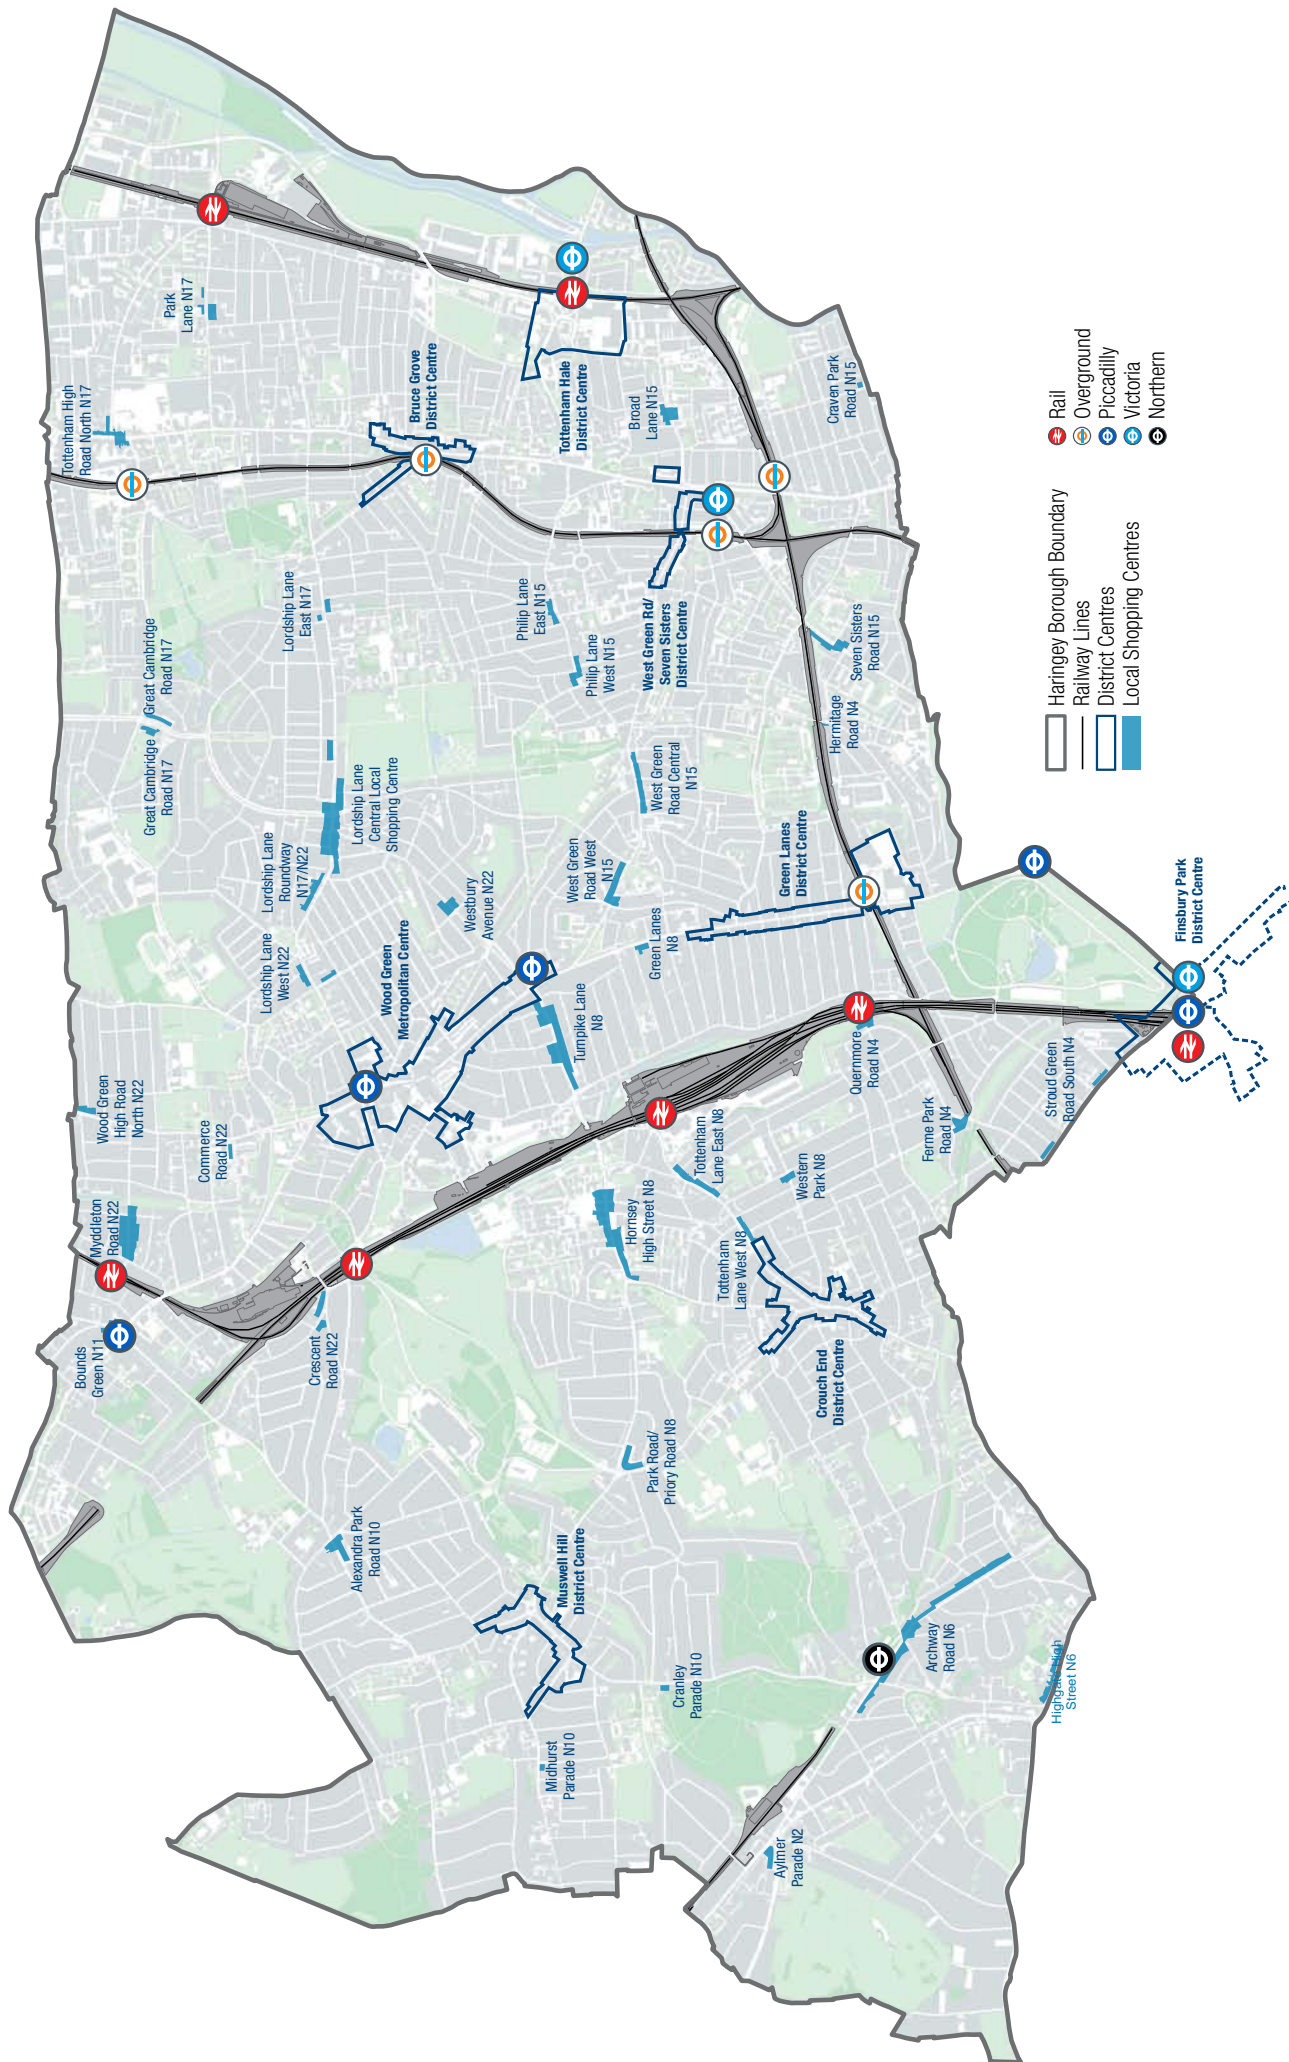 Park
Lane N17
Tottenham High
Road North N17
Bruce Grove
District Centre
Tottenham Hale
District Centre
Broad
Lane N15
Craven Park
Road N15
Great Cambridge
Road N17
Great Cambridge
Road N17
Lordship Lane
East N17
Philip Lane
East N15
Philip Lane
West N15
West Green Rd/
Seven Sisters
District Centre
Seven Sisters
Road N15
Hermitage
Road N4
Lordship Lane
Central Local
Shopping Centre
Lordship Lane
Roundway
N17/N22
Lordship Lane
West N22
Westbury
Avenue N22
West Green
Road Central
N15
West Green
Road West
N15
Green Lanes
N8
Green Lanes
District Centre
Wood Green
Metropolitan Centre
Turnpike Lane
N8
Finsbury Park
District Centre
Wood Green
High Road
North N22
Commerce
Road N22
Myddleton
Road N22
Bounds
Green N11
Crescent
Road N22
Hornsey
High Street N8
Tottenham
Lane East N8
Tottenham
Lane West N8
Western
Park N8
Quernmore
Road N4
Ferme Park
Road N4
Stroud Green
Road South N4
Crouch End
District Centre
Park Road/
Priory Road N8
Alexandra Park
Road N10
Muswell Hill
District Centre
Cranley
Parade N10
Midhurst
Parade N10
Archway
Road N6
Highgate High
Street N6
Aylmer
Parade N2
Haringey Borough Boundary
Railway Lines
District Centres
Local Shopping Centres
Rail
Overground
Piccadilly
Victoria
Northern